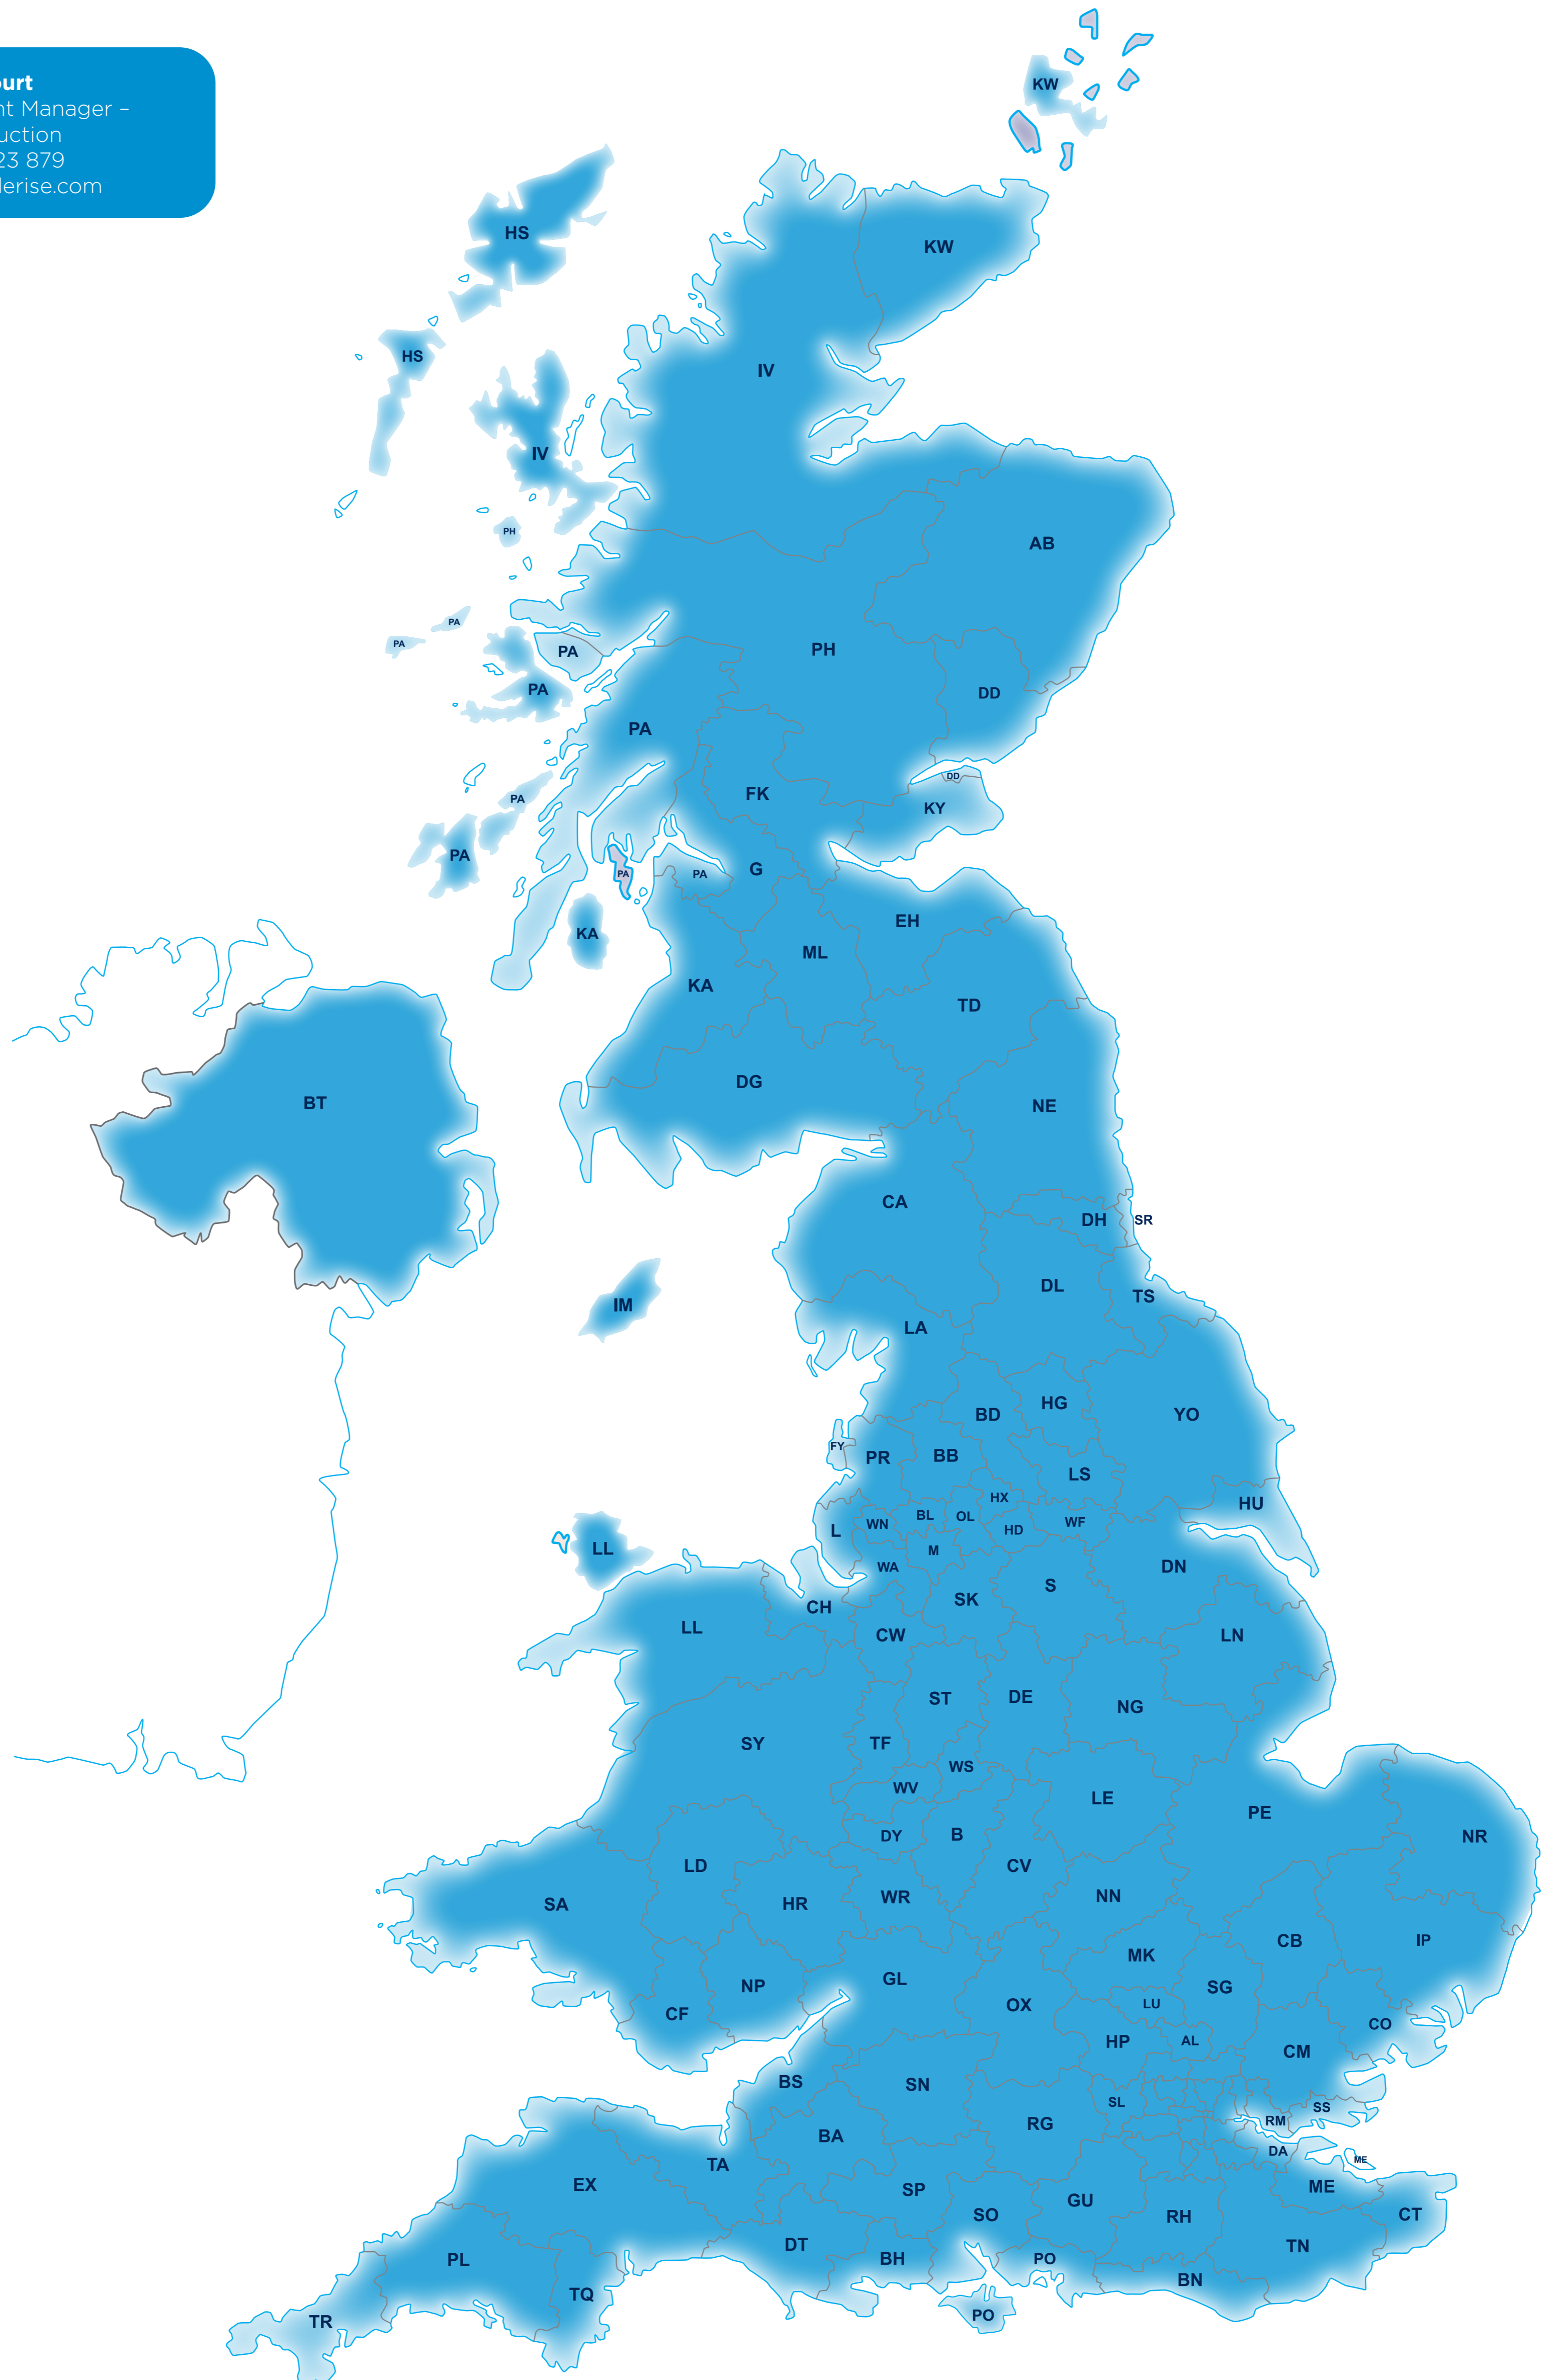 urt
nt Manager –
uction
23 879
lerise.com
KW
HS
KW
HS
IV
IV
PH
AB
PA
PA
PH
PA
DD
PA
PA
DD
FK
PA
KY
PA
G
PA
PA
EH
KA
ML
KA
TD
DG
BT
NE
CA
DH
SR
DL
TS
IM
LA
HG
BD
YO
FY
BB
PR
LS
HX
HU
BL
OL
WF
WN
HD
L
LL
M
DN
WA
S
SK
CH
LL
CW
LN
DE
ST
NG
SY
TF
WS
WV
LE
PE
B
DY
NR
LD
CV
NN
WR
HR
SA
IP
CB
MK
GL
NP
SG
LU
OX
CF
CO
AL
HP
CM
BS
SN
SL
SS
RM
RG
BA
DA
ME
TA
EX
ME
SP
GU
CT
SO
RH
DT
TN
PO
BH
PL
BN
TQ
PO
TR